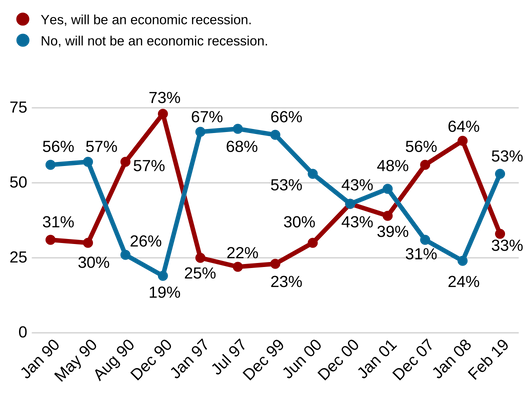 Yes, will be an economic recession.
No, will not be an economic recession.
75
50
25
0
56%
57%
31%
30%
57%
26%
73%
19%
67%
25%
68%
22%
66%
23%
53%
30%
43%
43%
48%
39%
56%
31%
64%
24%
53%
33%
Jan 90
May 90
Aug 90
Dec 90
Jan 97
Jul 97
Dec 99
Jun 00
Dec 00
Jan 01
Dec 07
Jan 08
Feb 19